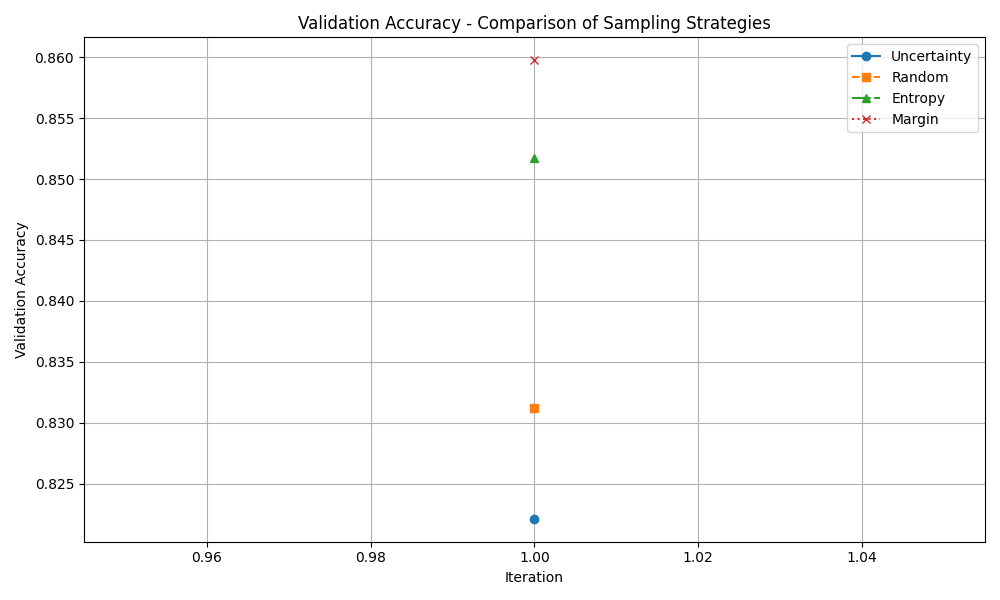 Validation Accuracy - Comparison of Sampling Strategies
Validation Accuracy
0.860
0.855
0.850
0.845
0.840
0.835
0.830
0.825
Uncertainty
Random
Entropy
Margin
0.96
0.98
1.00
1.02
1.04
Iteration